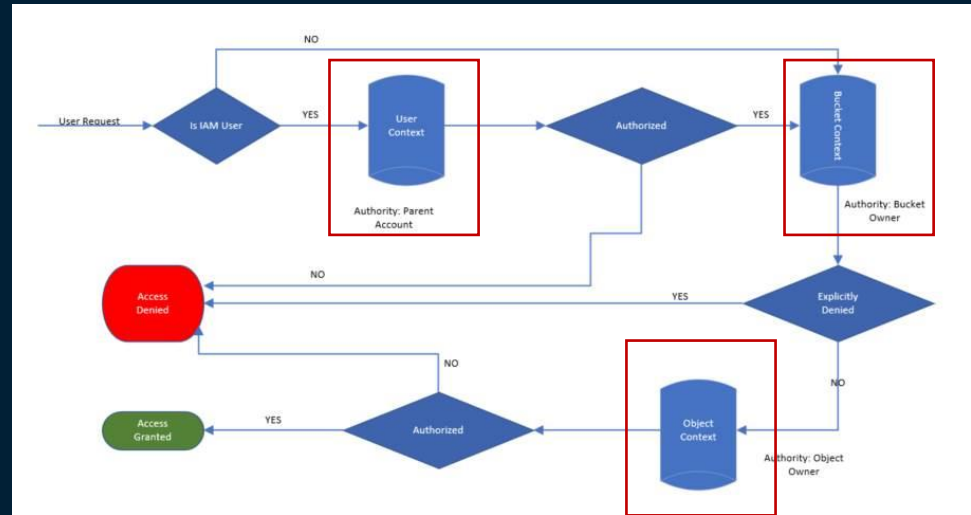 NO
User Request
Is IAM User
YES
User
Context
Authorized
YES
Bucket Context
Authority: Parent
Account
Authority: Bucket
Owner
NO
Access
Denied
YES
Explicitly
Denied
NO
NO
Access
Granted
YES
Authorized
Object
Context
Authority: Object
Owner